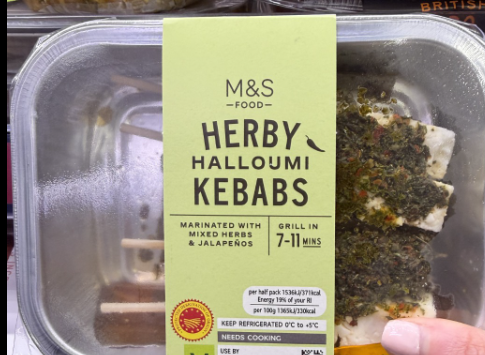 BRITISH
M&S
FOOD
HERBY
HALLOUMI
KEBABS
MARINATED WITH
MIXED HERBS
& JALAPEÑOS
GRILL IN
7-11 MINS
per half pack 1536kJ/371kcal
Energy 19% of your RI
per 100g 1365kJ/330kcal
KEEP REFRIGERATED 0°C to +5°C
NEEDS COOKING
USE BY